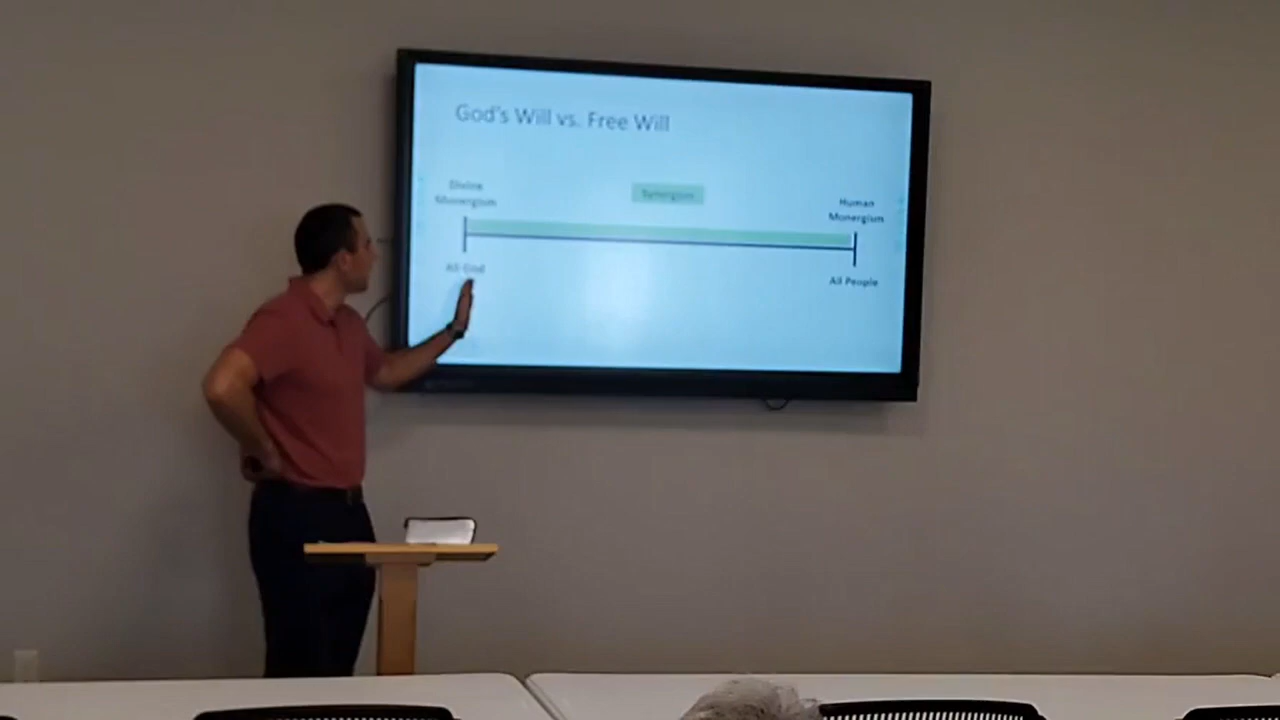 God's Will vs. Free Will
Divine
Monergism
Synergism
Human
Monergism
All God
All People